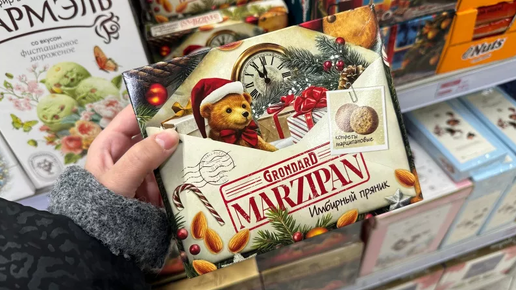 АРМЭЛЬ
СО ВКУСОМ
фисташковое
мороженое
GRONDARD
MARZIPAN
Имбирный пряник
конфеты
марципановые
Nuts